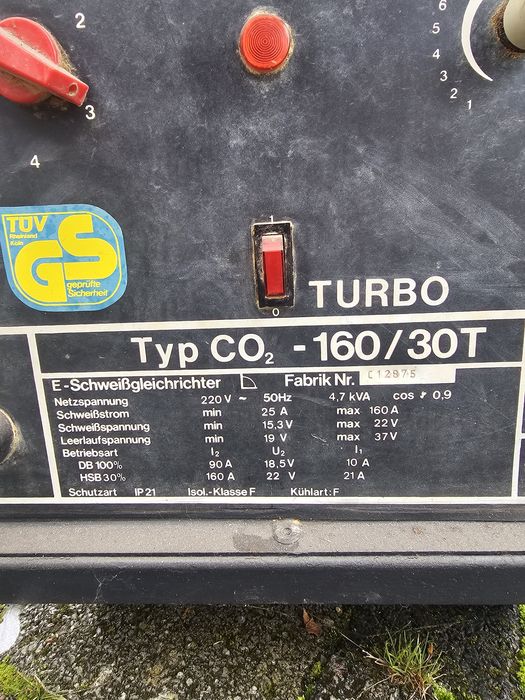 2
3
4
6
5
4
3
2
1
TÜV
Rheinland
Köln
GS
geprüfte
Sicherheit
1
0
TURBO
Typ CO₂ - 160/30T
E-Schweißgleichrichter Fabrik Nr. C12875
Netzspannung 220 V ~ 50Hz 4,7 kVA cos φ 0,9
Schweißstrom min 25 A max 160 A
Schweißspannung min 15,3V max 22 V
Leerlaufspannung min 19 V max 37V
Betriebsart I₂ U₂ I₁
DB 100% 90 A 18,5V 10 A
HSB 30% 160 A 22 V 21 A
Schutzart IP 21 Isol.-Klasse F Kühlart: F